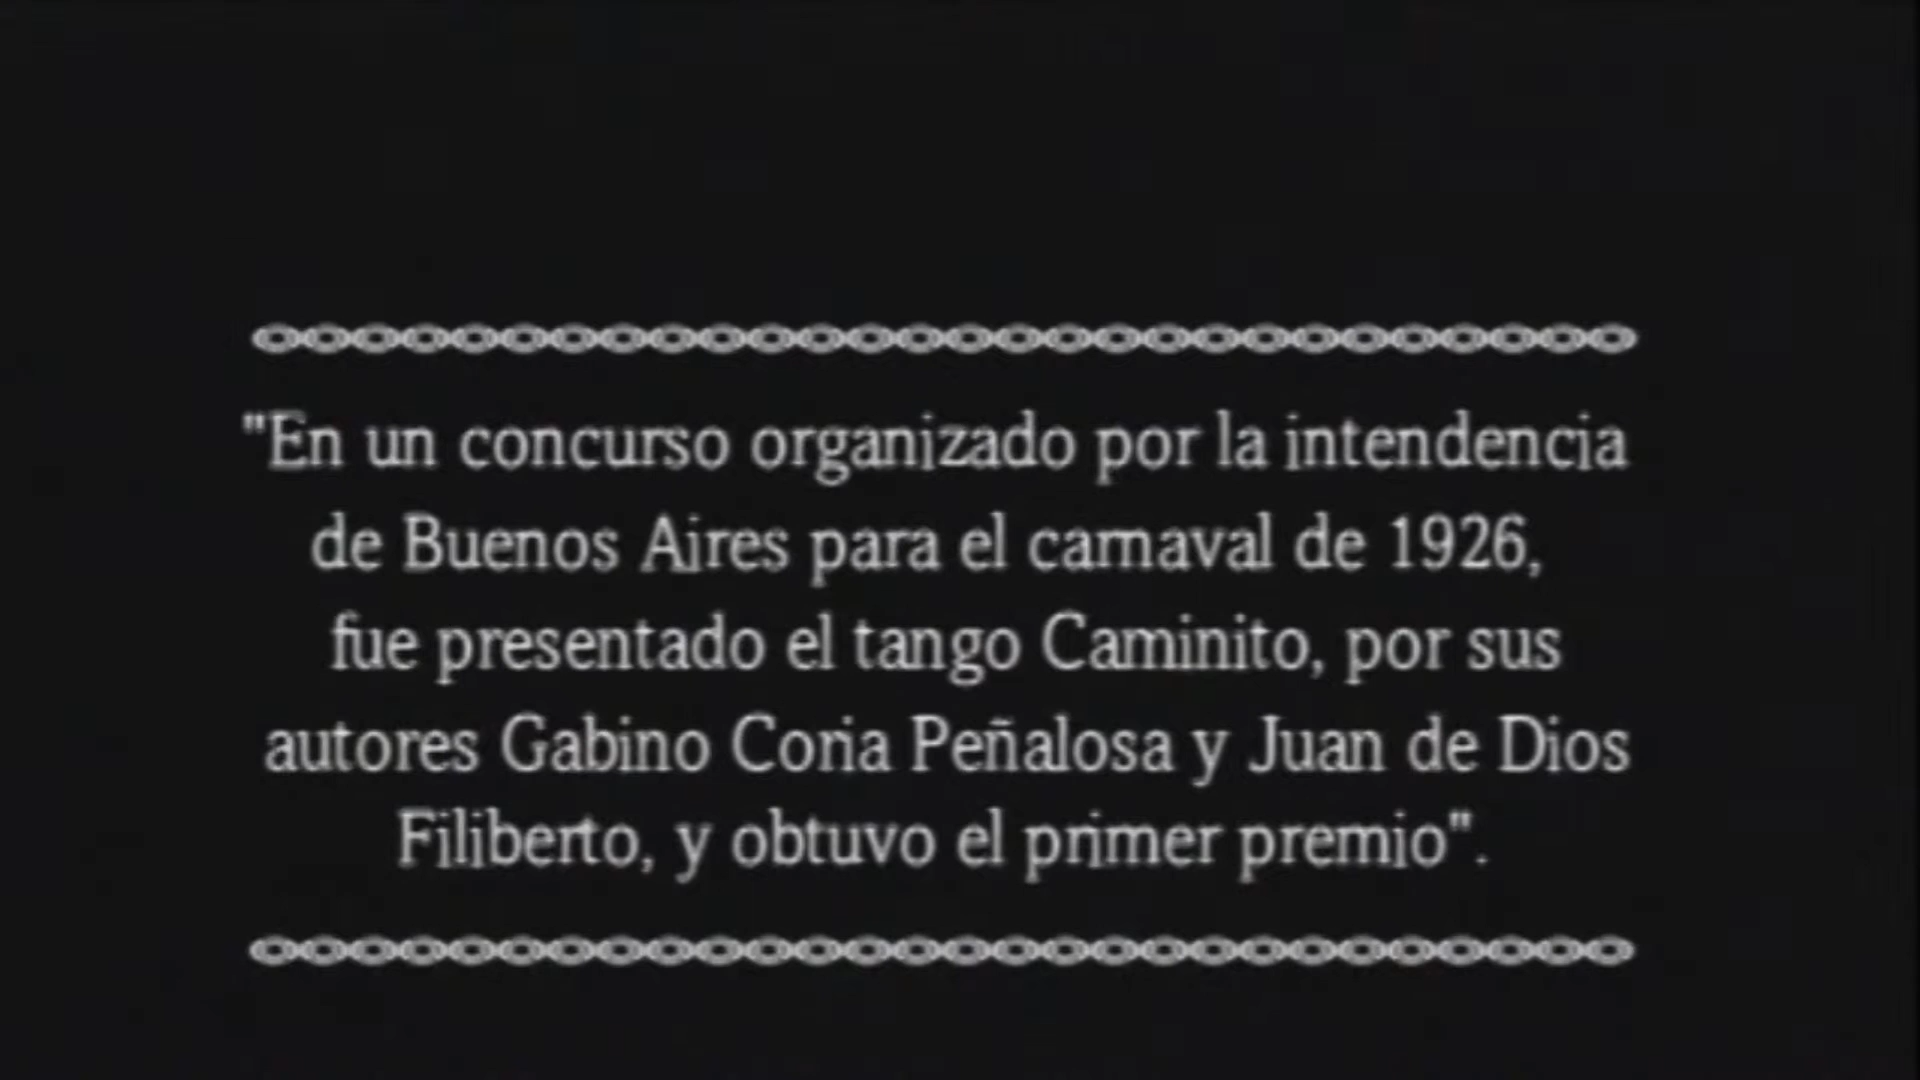 "En un concurso organizado por la intendencia
de Buenos Aires para el carnaval de 1926,
fue presentado el tango Caminito, por sus
autores Gabino Coria Peñalosa y Juan de Dios
Filiberto, y obtuvo el primer premio".